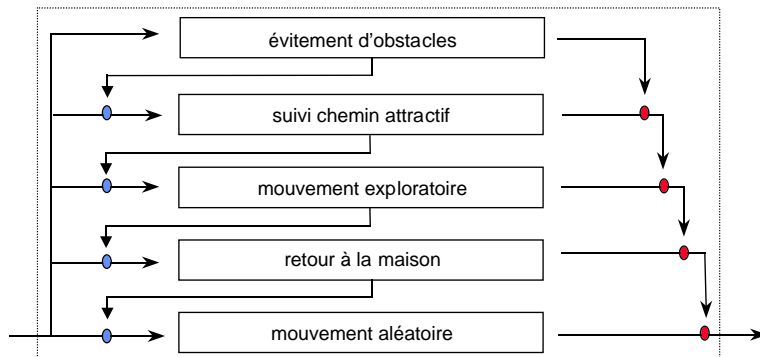 évitement d'obstacles
suivi chemin attractif
mouvement exploratoire
retour à la maison
mouvement aléatoire